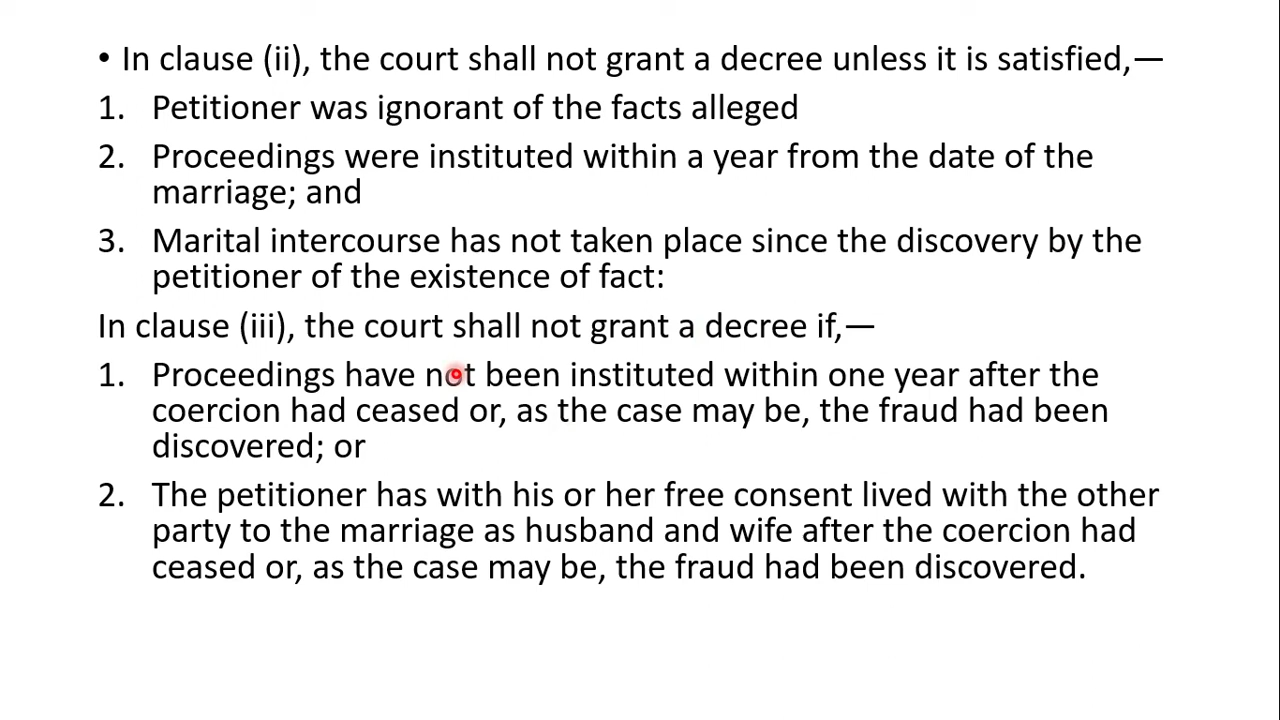 • In clause (ii), the court shall not grant a decree unless it is satisfied,—
1. Petitioner was ignorant of the facts alleged
2. Proceedings were instituted within a year from the date of the
marriage; and
3. Marital intercourse has not taken place since the discovery by the
petitioner of the existence of fact:
In clause (iii), the court shall not grant a decree if,—
1. Proceedings have not been instituted within one year after the
coercion had ceased or, as the case may be, the fraud had been
discovered; or
2. The petitioner has with his or her free consent lived with the other
party to the marriage as husband and wife after the coercion had
ceased or, as the case may be, the fraud had been discovered.